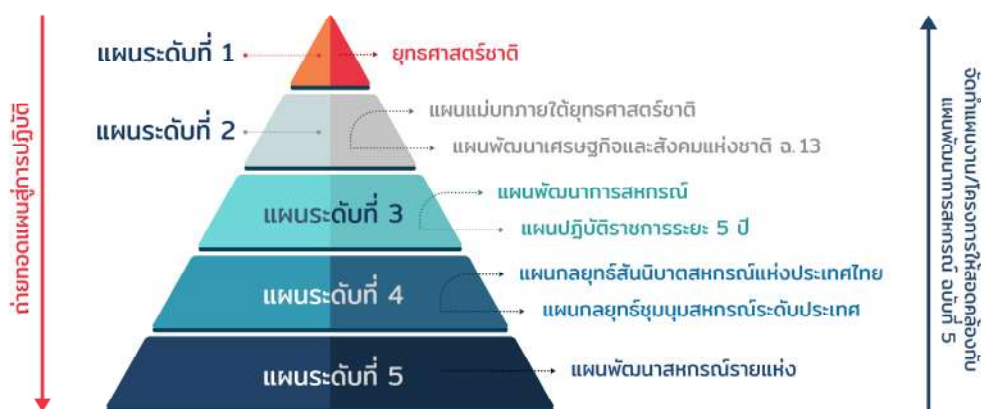 แผนระดับที่ 1
ยุทธศาสตร์ชาติ
แผนระดับที่ 2
แผนแม่บทภายใต้ยุทธศาสตร์ชาติ
แผนพัฒนาเศรษฐกิจและสังคมแห่งชาติ ฉ.13
แผนระดับที่ 3
แผนพัฒนาการสหกรณ์
แผนปฏิบัติราชการระยะ 5 ปี
แผนระดับที่ 4
แผนกลยุทธ์สันนิบาตสหกรณ์แห่งประเทศไทย
แผนกลยุทธ์ชุมนุมสหกรณ์ระดับประเทศ
แผนระดับที่ 5
แผนพัฒนาสหกรณ์รายแห่ง
ถ่ายทอดแผนสู่การปฏิบัติ
จัดทำแผนงาน/โครงการให้สอดคล้องกับ
แผนพัฒนาการสหกรณ์ ฉบับที่ 5